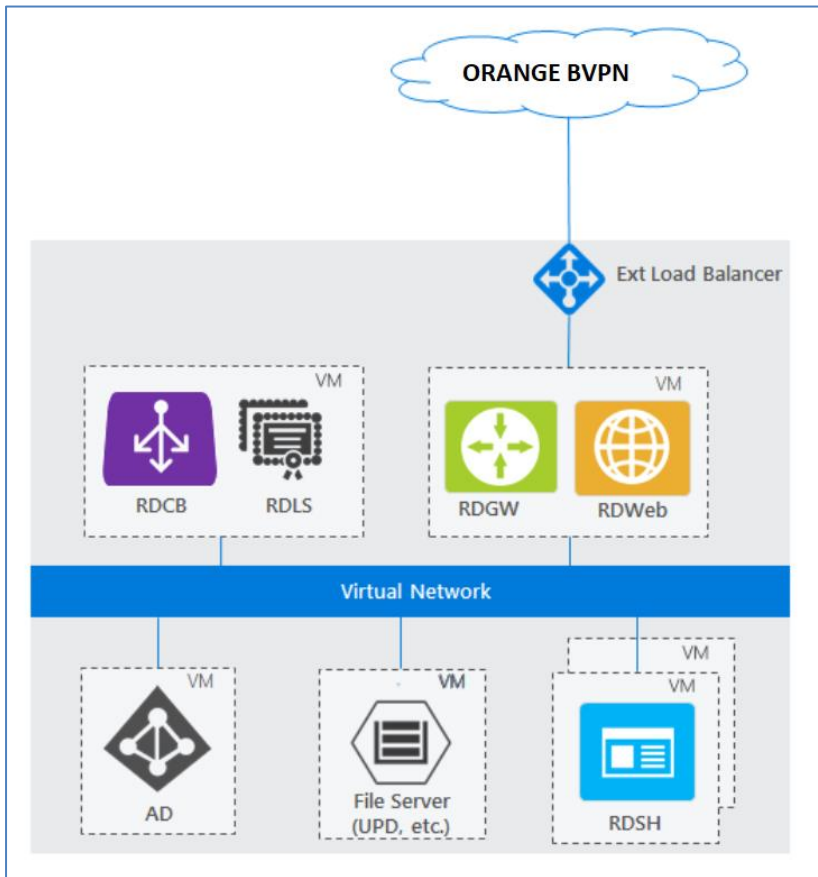 ORANGE BVPN
Ext Load Balancer
VM
RDCB
RDLS
VM
RDGW
RDWeb
Virtual Network
VM
AD
VM
File Server
(UPD, etc.)
VM
VM
RDSH